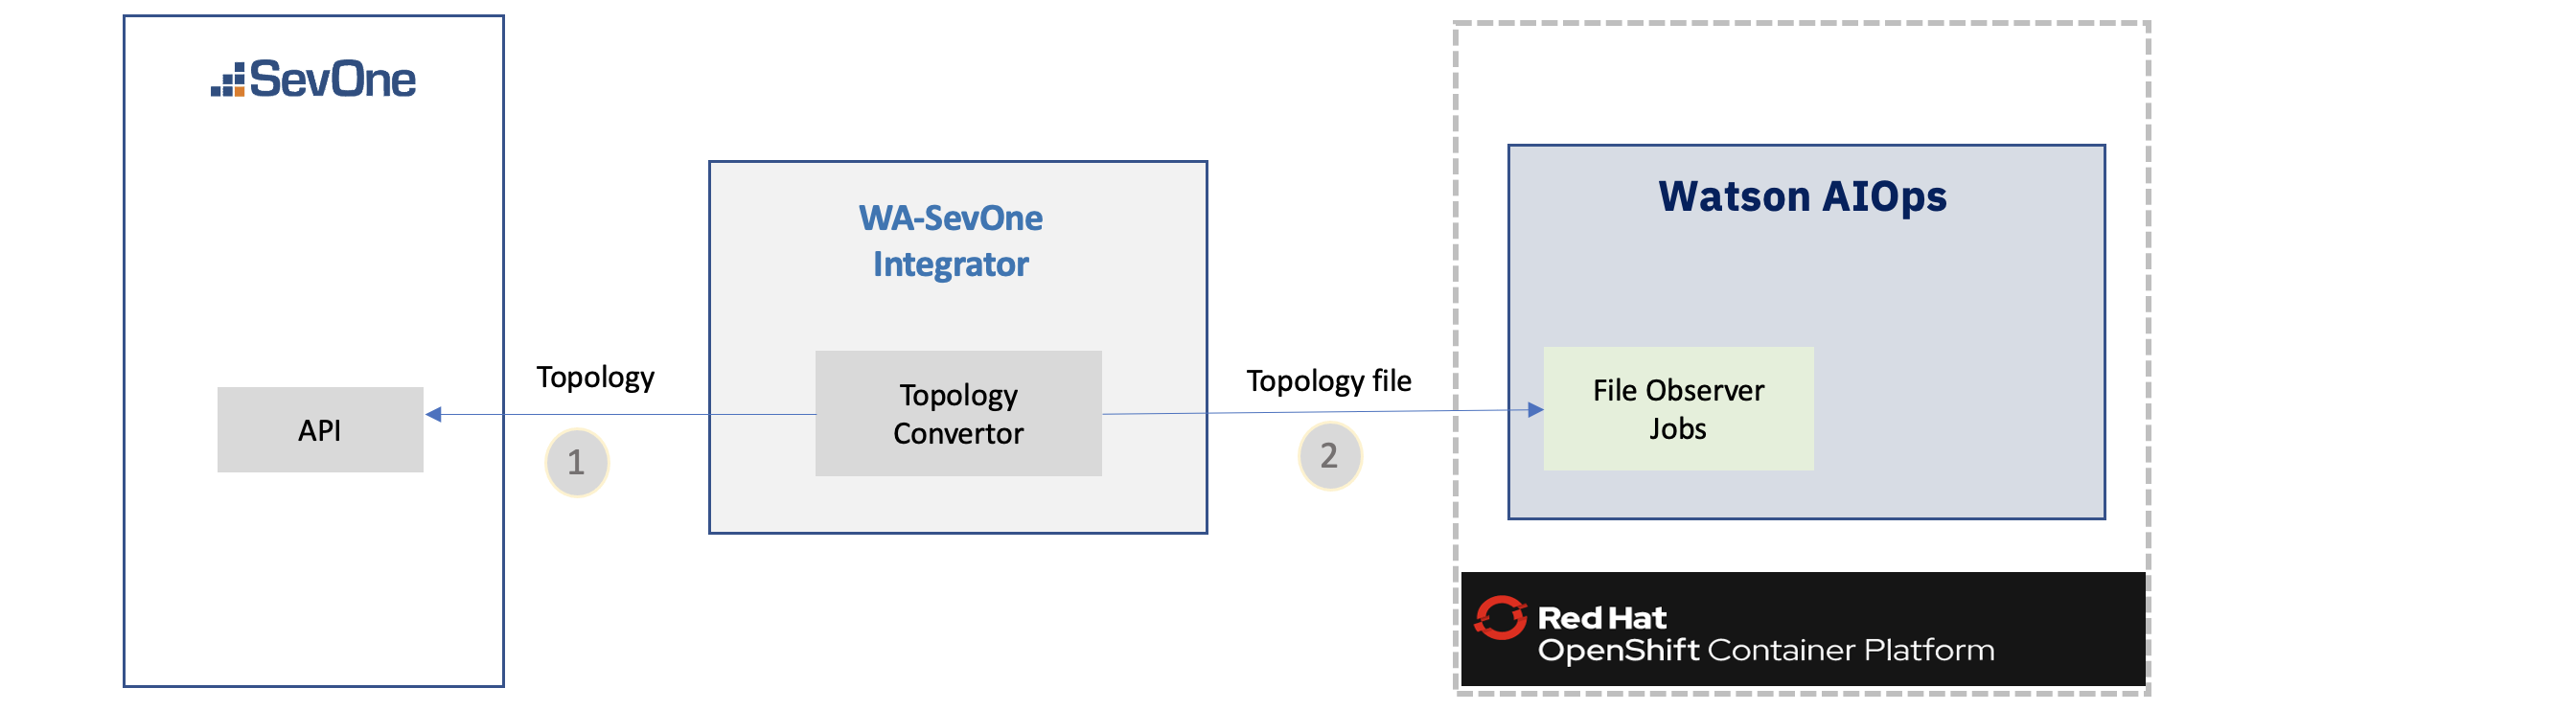 SevOne
API
Topology
1
WA-SevOne
Integrator
Topology
Convertor
Topology file
2
Watson AIOps
File Observer
Jobs
Red Hat
OpenShift Container Platform